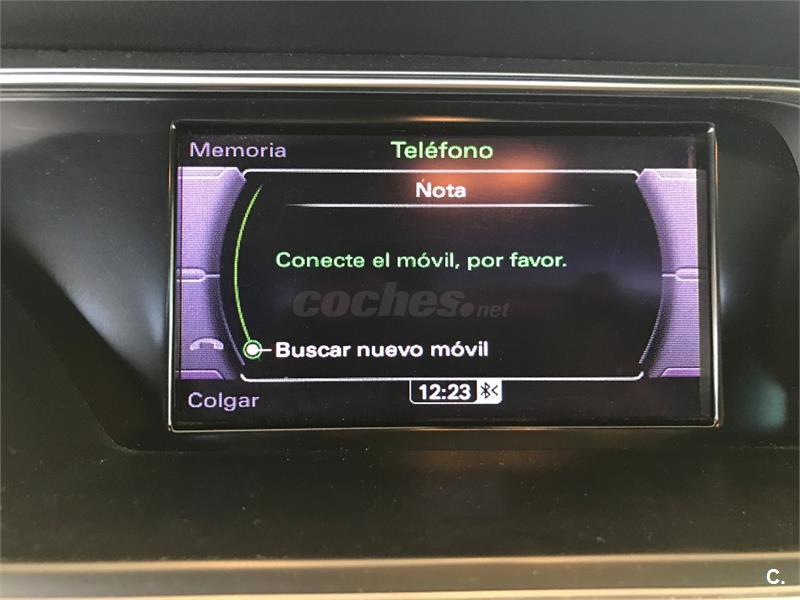 Memoria
Teléfono
Nota
Conecte el móvil, por favor.
coches.net
Buscar nuevo móvil
Colgar
12:23
C.